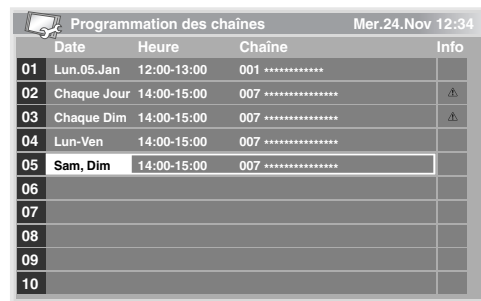 Programmation des chaînes Mer.24.Nov 12:34
Date Heure Chaîne Info
01 Lun.05.Jan 12:00-13:00 001 ************
02 Chaque Jour 14:00-15:00 007 ***************
03 Chaque Dim 14:00-15:00 007 ***************
04 Lun-Ven 14:00-15:00 007 ***************
05 Sam, Dim 14:00-15:00 007 ***************
06
07
08
09
10